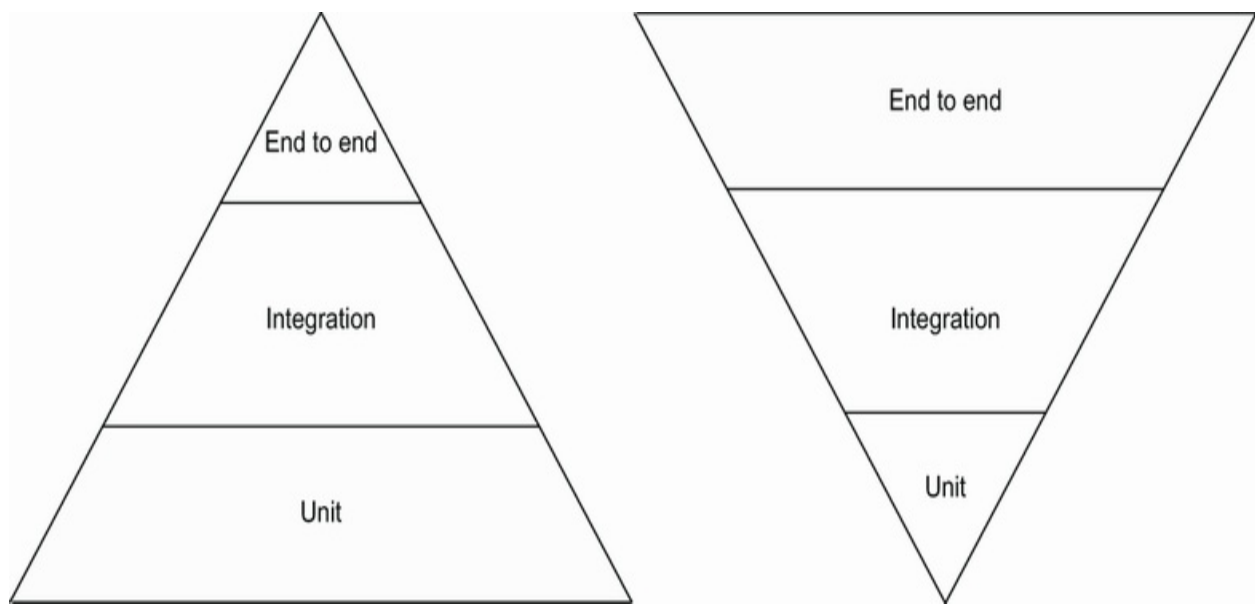 End to end
Integration
Unit
End to end
Integration
Unit